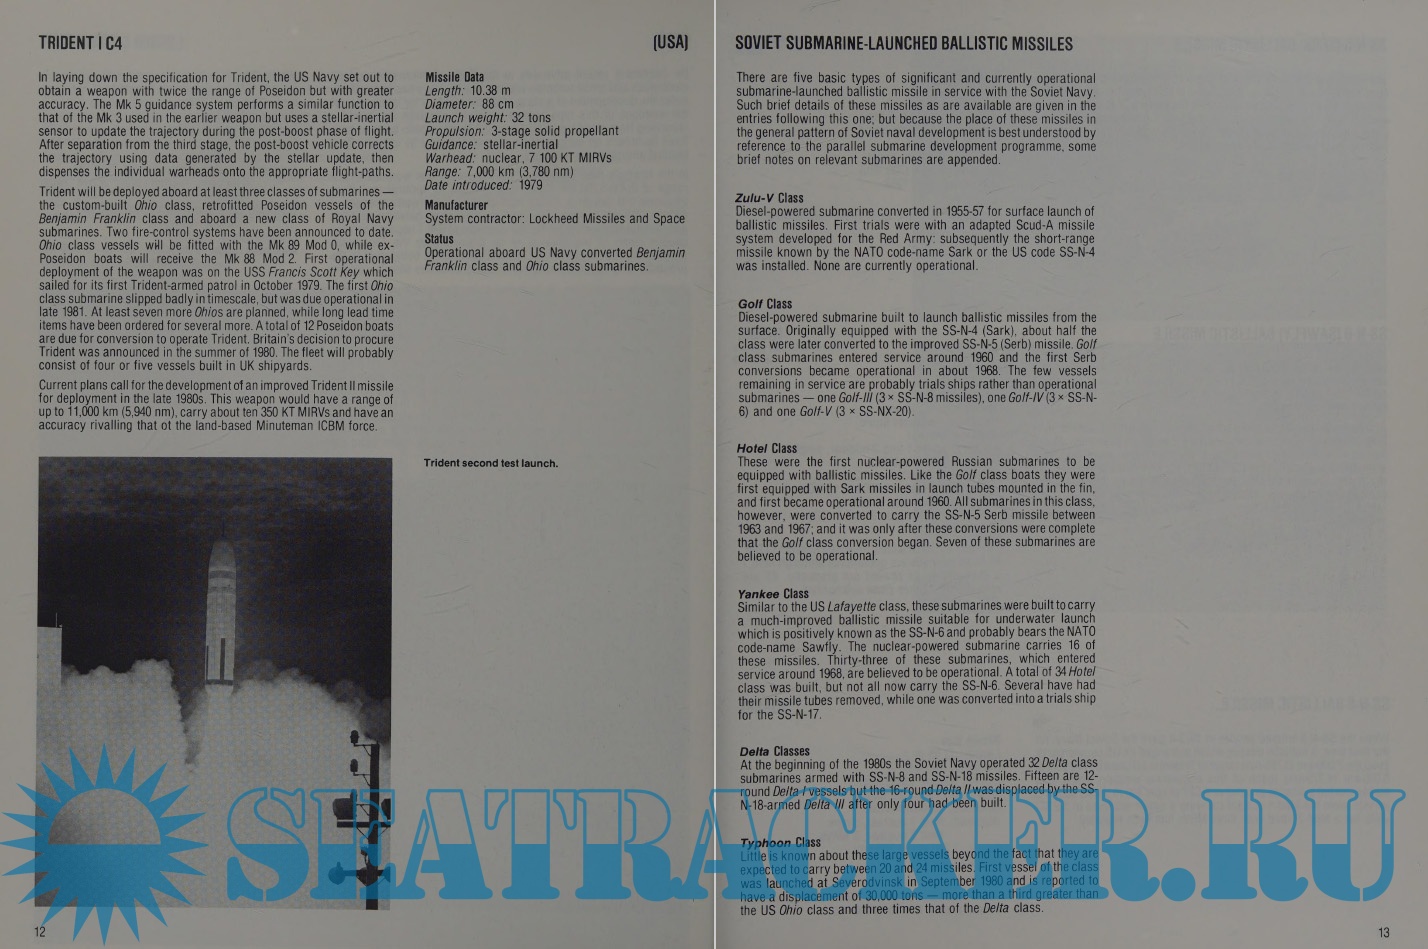 TRIDENT I C4
(USA)
In laying down the specification for Trident, the US Navy set out to
obtain a weapon with twice the range of Poseidon but with greater
accuracy. The Mk 5 guidance system performs a similar function to
that of the Mk 3 used in the earlier weapon but uses a stellar-inertial
sensor to update the trajectory during the post-boost phase of flight.
After separation from the third stage, the post-boost vehicle corrects
the trajectory using data generated by the stellar update, then
dispenses the individual warheads onto the appropriate flight-paths.
Trident will be deployed aboard at least three classes of submarines —
the custom-built Ohio class, retrofitted Poseidon vessels of the
Benjamin Franklin class and aboard a new class of Royal Navy
submarines. Two fire-control systems have been announced to date.
Ohio class vessels will be fitted with the Mk 89 Mod 0, while ex-
Poseidon boats will receive the Mk 88 Mod 2. First operational
deployment of the weapon was on the USS Francis Scott Key which
sailed for its first Trident-armed patrol in October 1979. The first Ohio
class submarine slipped badly in timescale, but was due operational in
late 1981. At least seven more Ohios are planned, while long lead time
items have been ordered for several more. A total of 12 Poseidon boats
are due for conversion to operate Trident. Britain's decision to procure
Trident was announced in the summer of 1980. The fleet will probably
consist of four or five vessels built in UK shipyards.
Current plans call for the development of an improved Trident II missile
for deployment in the late 1980s. This weapon would have a range of
up to 11,000 km (5,940 nm), carry about ten 350 KT MIRVs and have an
accuracy rivalling that ot the land-based Minuteman ICBM force.
Missile Data
Length: 10.38 m
Diameter: 88 cm
Launch weight: 32 tons
Propulsion: 3-stage solid propellant
Guidance: stellar-inertial
Warhead: nuclear, 7 100 KT MIRVs
Range: 7,000 km (3,780 nm)
Date introduced: 1979
Manufacturer
System contractor: Lockheed Missiles and Space
Status
Operational aboard US Navy converted Benjamin
Franklin class and Ohio class submarines.
Trident second test launch.
12
SOVIET SUBMARINE-LAUNCHED BALLISTIC MISSILES
There are five basic types of significant and currently operational
submarine-launched ballistic missile in service with the Soviet Navy.
Such brief details of these missiles as are available are given in the
entries following this one; but because the place of these missiles in
the general pattern of Soviet naval development is best understood by
reference to the parallel submarine development programme, some
brief notes on relevant submarines are appended.
Zulu-V Class
Diesel-powered submarine converted in 1955-57 for surface launch of
ballistic missiles. First trials were with an adapted Scud-A missile
system developed for the Red Army: subsequently the short-range
missile known by the NATO code-name Sark or the US code SS-N-4
was installed. None are currently operational.
Golf Class
Diesel-powered submarine built to launch ballistic missiles from the
surface. Originally equipped with the SS-N-4 (Sark), about half the
class were later converted to the improved SS-N-5 (Serb) missile. Golf
class submarines entered service around 1960 and the first Serb
conversions became operational in about 1968. The few vessels
remaining in service are probably trials ships rather than operational
submarines — one Golf-III (3 × SS-N-8 missiles), one Golf-IV (3 × SS-N-
6) and one Golf-V (3 × SS-NX-20).
Hotel Class
These were the first nuclear-powered Russian submarines to be
equipped with ballistic missiles. Like the Golf class boats they were
first equipped with Sark missiles in launch tubes mounted in the fin,
and first became operational around 1960. All submarines in this class,
however, were converted to carry the SS-N-5 Serb missile between
1963 and 1967; and it was only after these conversions were complete
that the Golf class conversion began. Seven of these submarines are
believed to be operational.
Yankee Class
Similar to the US Lafayette class, these submarines were built to carry
a much-improved ballistic missile suitable for underwater launch
which is positively known as the SS-N-6 and probably bears the NATO
code-name Sawfly. The nuclear-powered submarine carries 16 of
these missiles. Thirty-three of these submarines, which entered
service around 1968, are believed to be operational. A total of 34 Hotel
class was built, but not all now carry the SS-N-6. Several have had
their missile tubes removed, while one was converted into a trials ship
for the SS-N-17.
Delta Classes
At the beginning of the 1980s the Soviet Navy operated 32 Delta class
submarines armed with SS-N-8 and SS-N-18 missiles. Fifteen are 12-
round Delta I vessels but the 16-round Delta II was displaced by the SS-
N-18-armed Delta III after only four had been built.
Typhoon Class
Little is known about these large vessels beyond the fact that they are
expected to carry between 20 and 24 missiles. First vessel of the class
was launched at Severodvinsk in September 1980 and is reported to
have a displacement of 30,000 tons — more than a third greater than
the US Ohio class and three times that of the Delta class.
13
SEATRACKER.RU